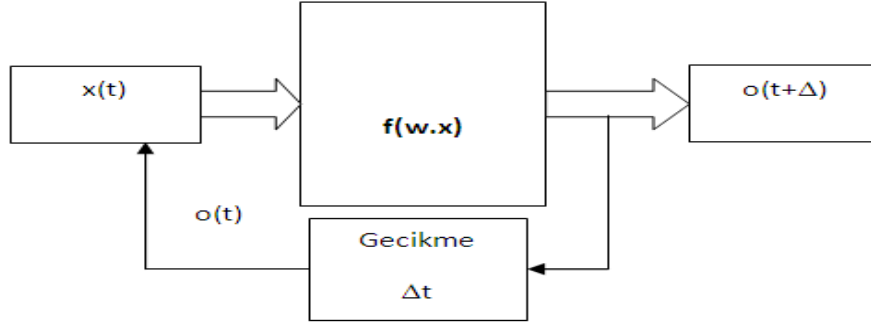 x(t)
f(w.x)
o(t+Δ)
o(t)
Gecikme
Δt